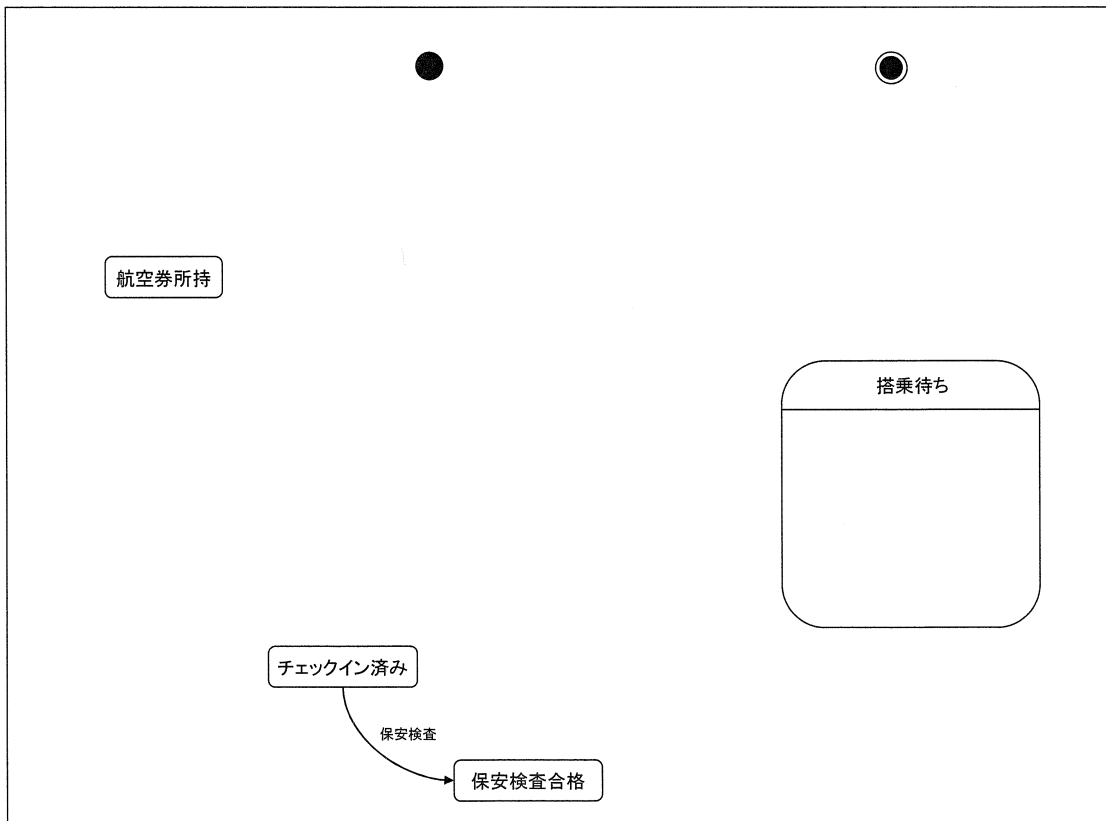 航空券所持
搭乗待ち
チェックイン済み
保安検査
保安検査合格